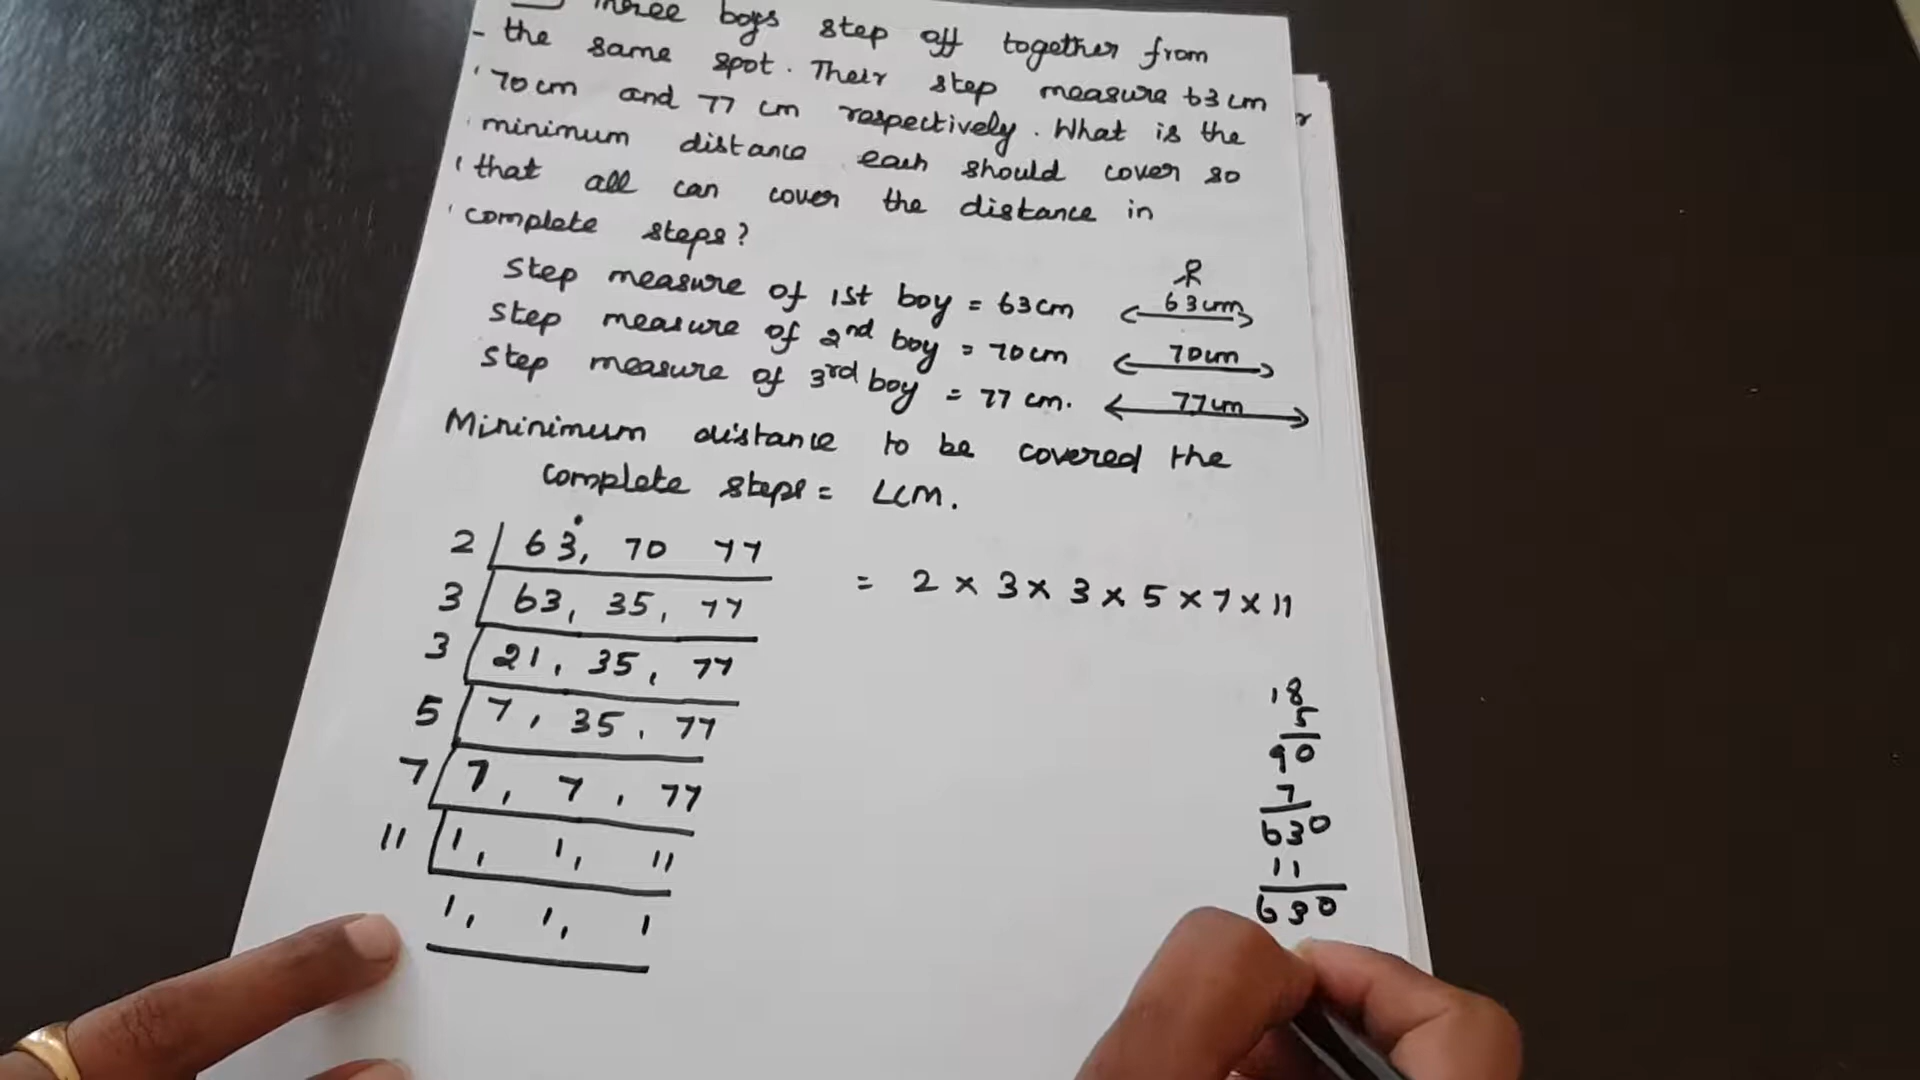 Three boys step off together from
the same spot. Their step measure 63 cm
70 cm and 77 cm respectively. What is the
minimum distance each should cover so
that all can cover the distance in
complete steps?
Step measure of 1st boy = 63cm
63cm
Step measure of 2nd boy = 70cm
70cm
Step measure of 3rd boy = 77 cm.
77cm
Mininimum distance to be covered the
complete steps = LCM.
2 63, 70 77
= 2 × 3 × 3 × 5 × 7 × 11
3 63, 35, 77
3 21, 35, 77
5 7, 35, 77
7 7, 7, 77
11 1, 1, 11
1, 1, 1
18
5
90
7
630
11
630